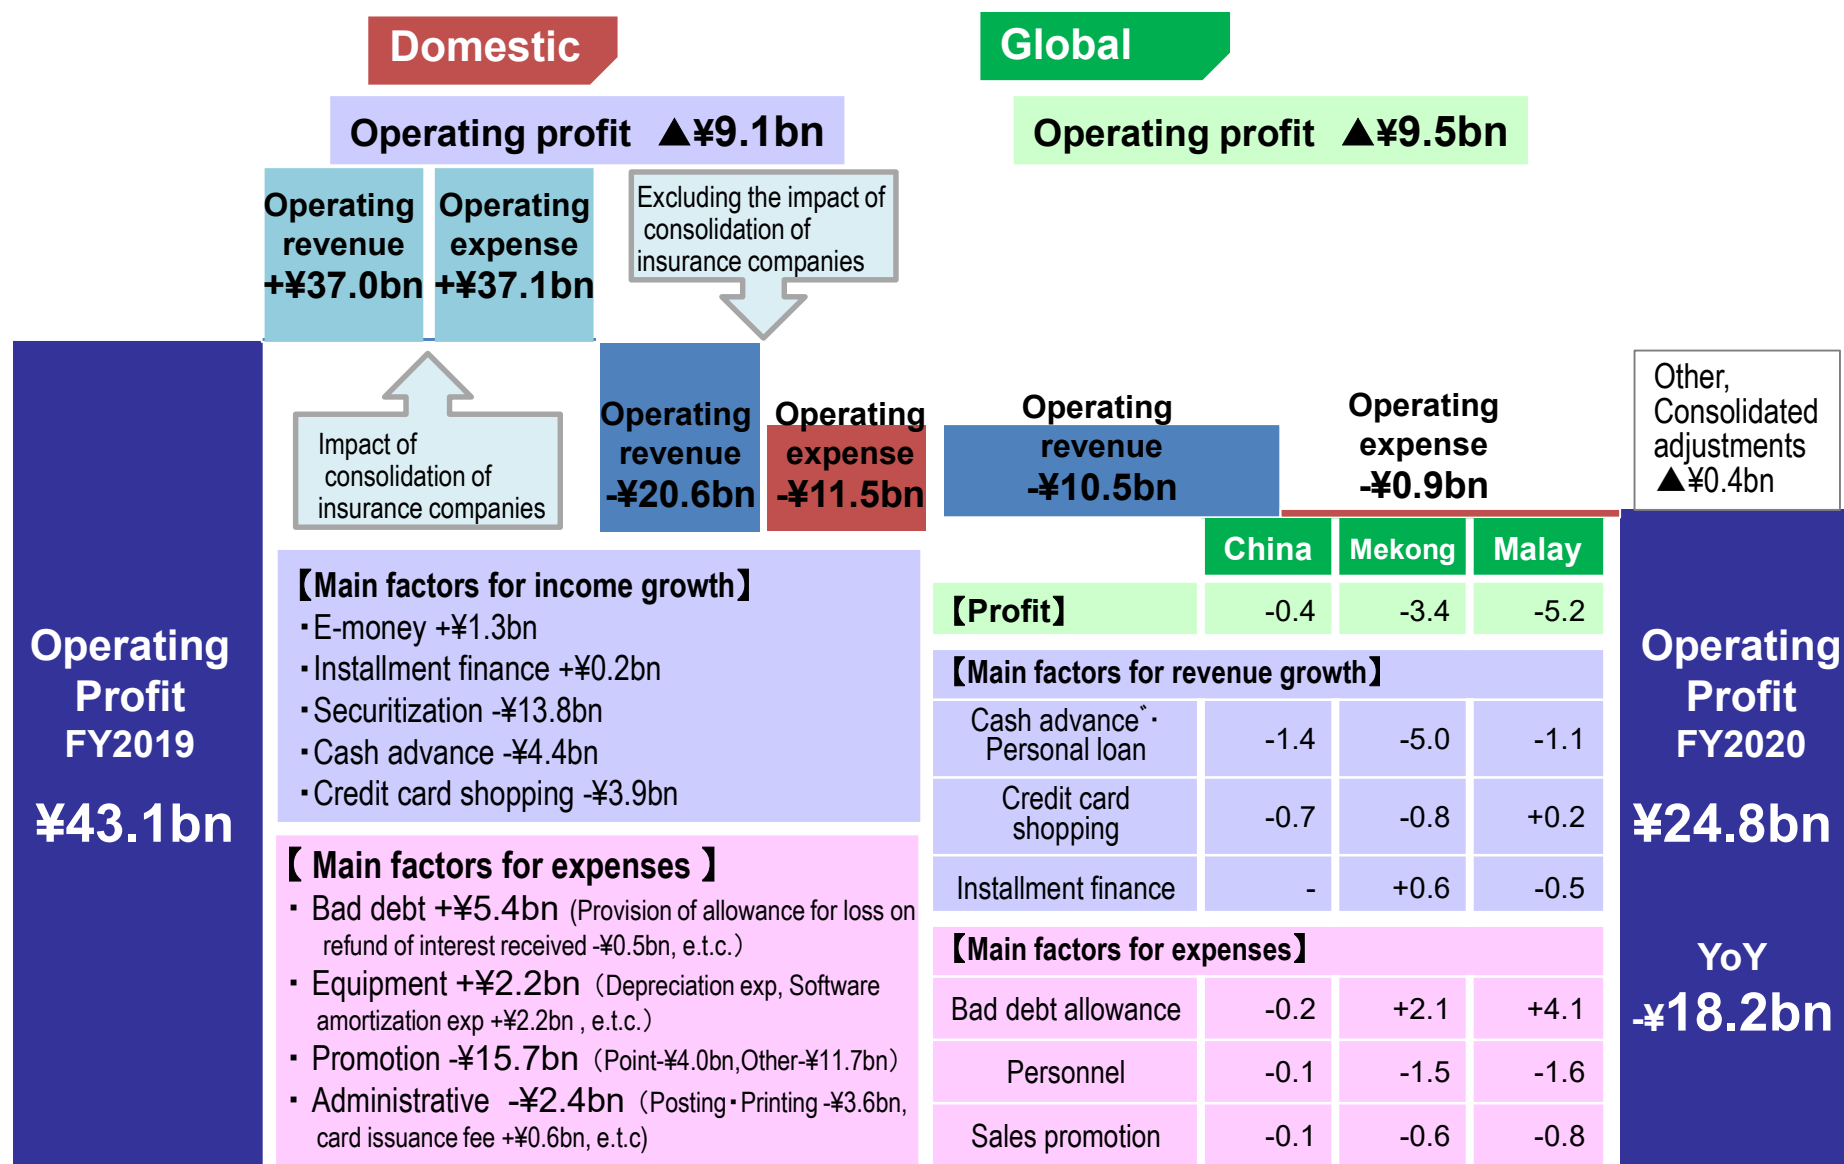 Domestic
Global
Operating profit ▲¥9.1bn
Operating profit ▲¥9.5bn
Operating
revenue
+¥37.0bn
Operating
expense
+¥37.1bn
Excluding the impact of
consolidation of
insurance companies
Impact of
consolidation of
insurance companies
Operating
revenue
-¥20.6bn
Operating
expense
-¥11.5bn
Operating
revenue
-¥10.5bn
Operating
expense
-¥0.9bn
Other,
Consolidated
adjustments
▲¥0.4bn
Operating
Profit
FY2019
¥43.1bn
【Main factors for income growth】
・E-money +¥1.3bn
・Installment finance +¥0.2bn
・Securitization -¥13.8bn
・Cash advance -¥4.4bn
・Credit card shopping -¥3.9bn
【 Main factors for expenses 】
・ Bad debt +¥5.4bn (Provision of allowance for loss on
refund of interest received -¥0.5bn, e.t.c.）
・ Equipment +¥2.2bn（Depreciation exp, Software
amortization exp +¥2.2bn , e.t.c.）
・ Promotion -¥15.7bn（Point-¥4.0bn,Other-¥11.7bn）
・ Administrative -¥2.4bn（Posting・Printing -¥3.6bn,
card issuance fee +¥0.6bn, e.t.c)
China Mekong Malay
【Profit】 -0.4 -3.4 -5.2
【Main factors for revenue growth】
Cash advance゛・
Personal loan -1.4 -5.0 -1.1
Credit card
shopping -0.7 -0.8 +0.2
Installment finance - +0.6 -0.5
【Main factors for expenses】
Bad debt allowance -0.2 +2.1 +4.1
Personnel -0.1 -1.5 -1.6
Sales promotion -0.1 -0.6 -0.8
Operating
Profit
FY2020
¥24.8bn
YoY
-¥18.2bn